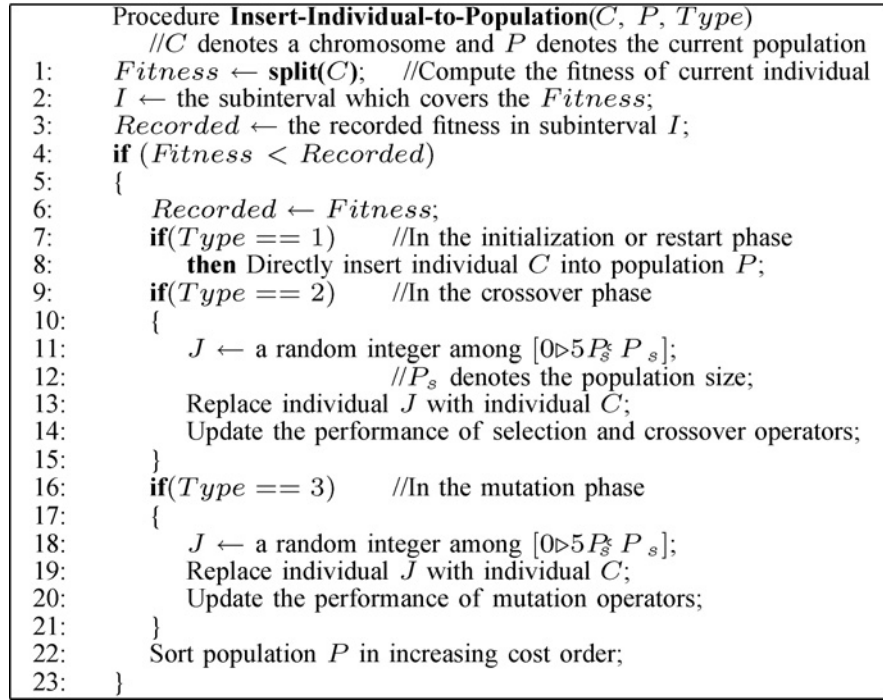 Procedure Insert-Individual-to-Population(C, P, Type)
//C denotes a chromosome and P denotes the current population
1: Fitness ← split(C); //Compute the fitness of current individual
2: I ← the subinterval which covers the Fitness;
3: Recorded ← the recorded fitness in subinterval I;
4: if (Fitness < Recorded)
5: {
6: Recorded ← Fitness;
7: if(Type == 1) //In the initialization or restart phase
8: then Directly insert individual C into population P;
9: if(Type == 2) //In the crossover phase
10: {
11: J ← a random integer among [0▹5P_s, P_s];
12: //P_s denotes the population size;
13: Replace individual J with individual C;
14: Update the performance of selection and crossover operators;
15: }
16: if(Type == 3) //In the mutation phase
17: {
18: J ← a random integer among [0▹5P_s, P_s];
19: Replace individual J with individual C;
20: Update the performance of mutation operators;
21: }
22: Sort population P in increasing cost order;
23: }